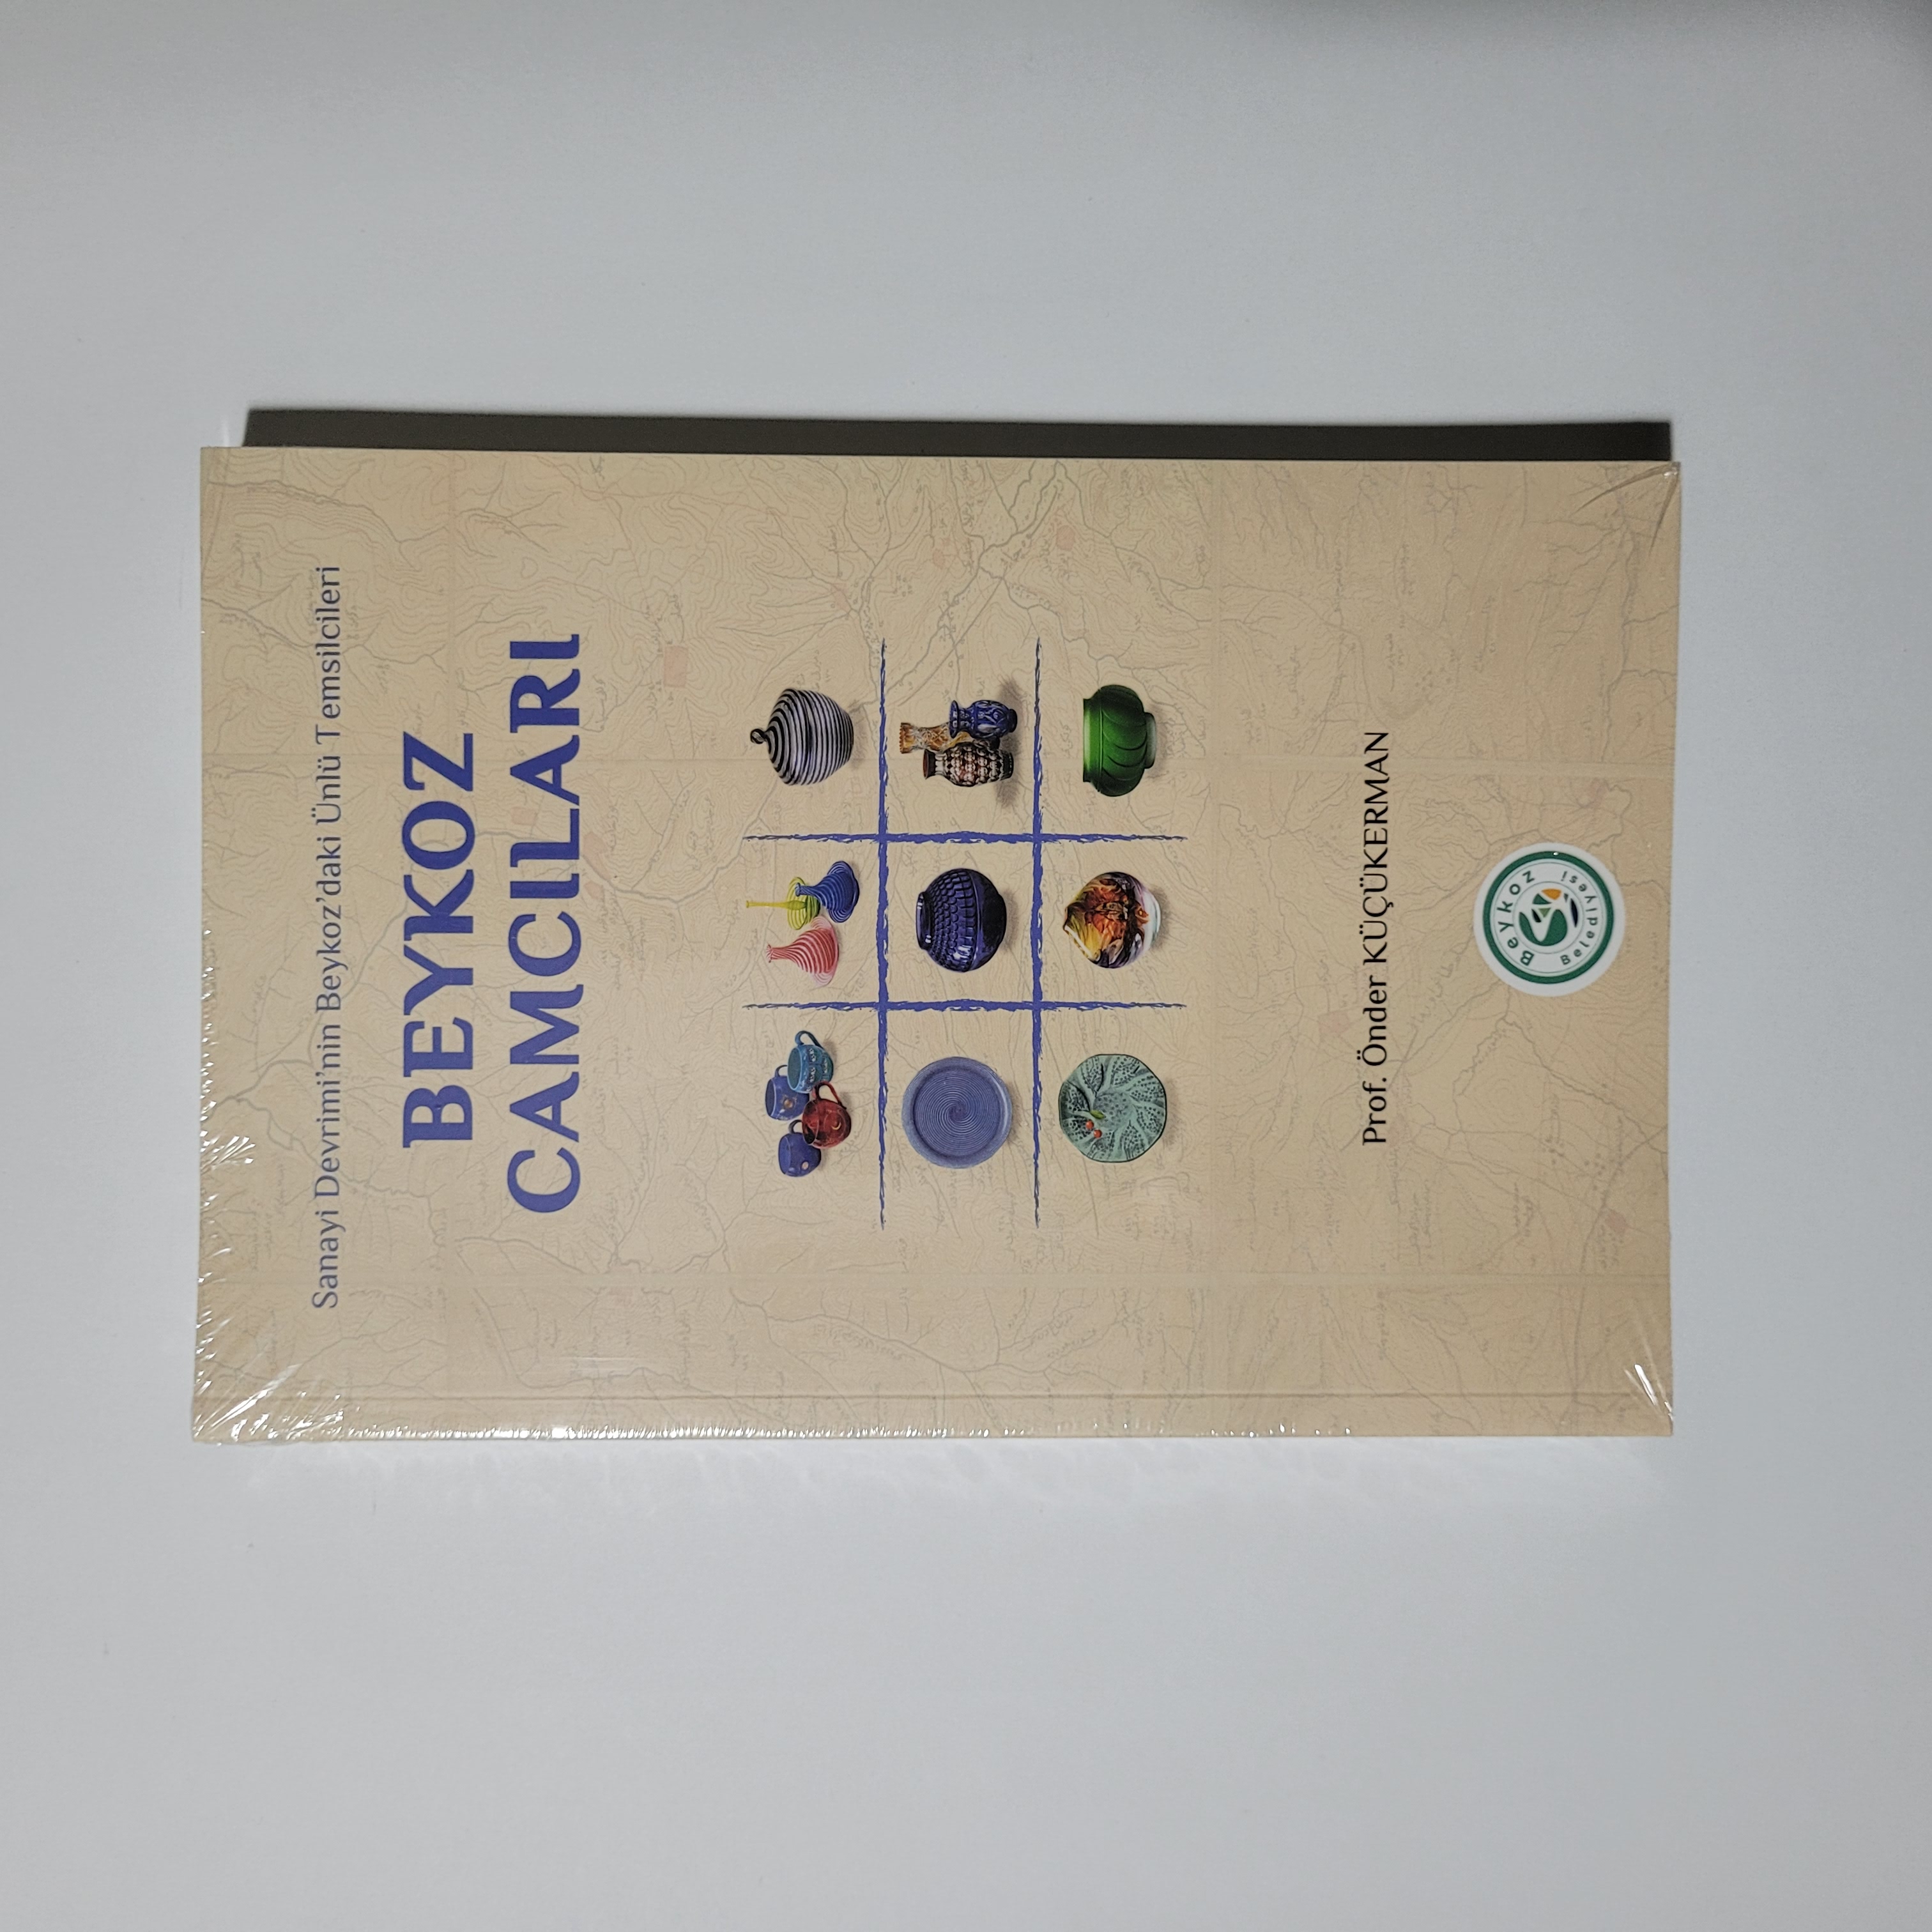 Sanayi Devrimi'nin Beykoz'daki Ünlü Temsilcileri
BEYKOZ
CAMCILARI
Prof. Önder KÜÇÜKERMAN
Beykoz
Belediyesi